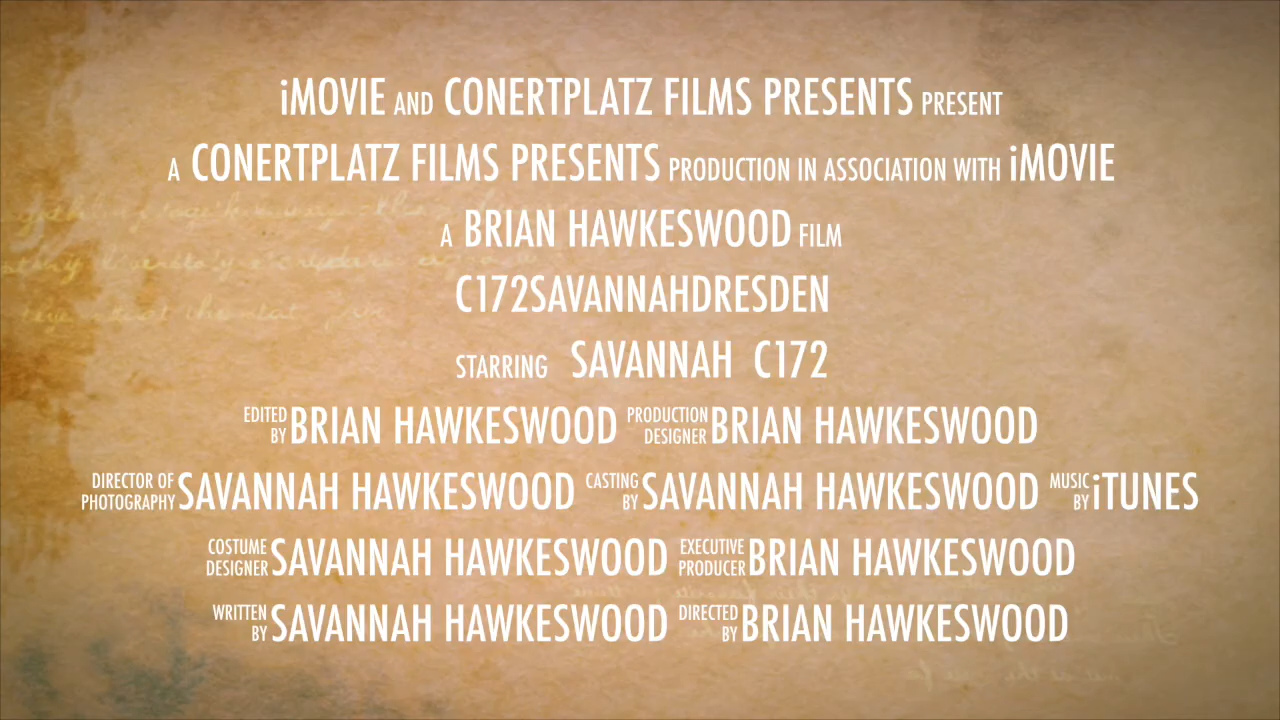 iMOVIE AND CONERTPLATZ FILMS PRESENTS PRESENT
A CONERTPLATZ FILMS PRESENTS PRODUCTION IN ASSOCIATION WITH iMOVIE
A BRIAN HAWKESWOOD FILM
C172SAVANNAHDRESDEN
STARRING SAVANNAH C172
EDITED BY BRIAN HAWKESWOOD PRODUCTION DESIGNER BRIAN HAWKESWOOD
DIRECTOR OF PHOTOGRAPHY SAVANNAH HAWKESWOOD CASTING BY SAVANNAH HAWKESWOOD MUSIC BY iTUNES
COSTUME DESIGNER SAVANNAH HAWKESWOOD EXECUTIVE PRODUCER BRIAN HAWKESWOOD
WRITTEN BY SAVANNAH HAWKESWOOD DIRECTED BY BRIAN HAWKESWOOD